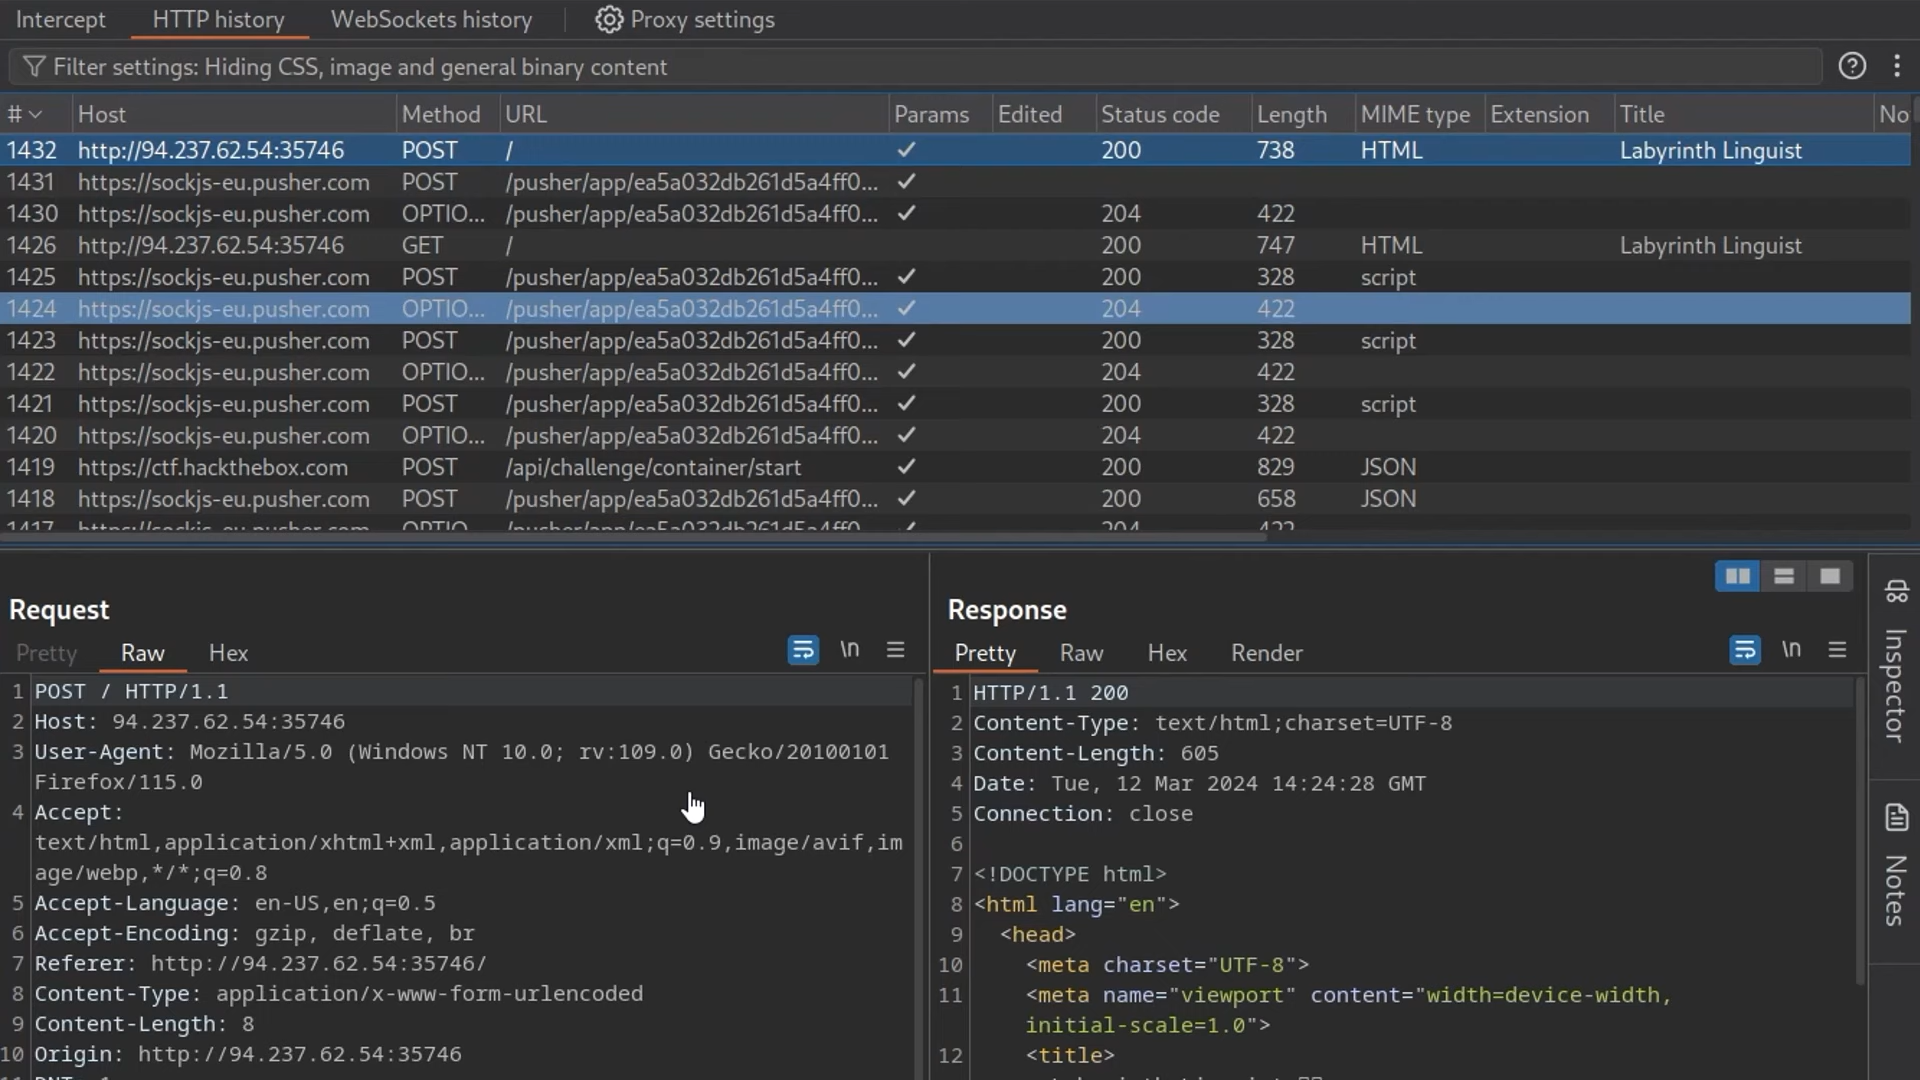 Intercept HTTP history WebSockets history Proxy settings
Filter settings: Hiding CSS, image and general binary content
# Host Method URL Params Edited Status code Length MIME type Extension Title No
1432 http://94.237.62.54:35746 POST / ✓ 200 738 HTML Labyrinth Linguist
1431 https://sockjs-eu.pusher.com POST /pusher/app/ea5a032db261d5a4ff0... ✓
1430 https://sockjs-eu.pusher.com OPTIO... /pusher/app/ea5a032db261d5a4ff0... ✓ 204 422
1426 http://94.237.62.54:35746 GET / 200 747 HTML Labyrinth Linguist
1425 https://sockjs-eu.pusher.com POST /pusher/app/ea5a032db261d5a4ff0... ✓ 200 328 script
1424 https://sockjs-eu.pusher.com OPTIO... /pusher/app/ea5a032db261d5a4ff0... ✓ 204 422
1423 https://sockjs-eu.pusher.com POST /pusher/app/ea5a032db261d5a4ff0... ✓ 200 328 script
1422 https://sockjs-eu.pusher.com OPTIO... /pusher/app/ea5a032db261d5a4ff0... ✓ 204 422
1421 https://sockjs-eu.pusher.com POST /pusher/app/ea5a032db261d5a4ff0... ✓ 200 328 script
1420 https://sockjs-eu.pusher.com OPTIO... /pusher/app/ea5a032db261d5a4ff0... ✓ 204 422
1419 https://ctf.hackthebox.com POST /api/challenge/container/start ✓ 200 829 JSON
1418 https://sockjs-eu.pusher.com POST /pusher/app/ea5a032db261d5a4ff0... ✓ 200 658 JSON
Request
Pretty Raw Hex \n
1 POST / HTTP/1.1
2 Host: 94.237.62.54:35746
3 User-Agent: Mozilla/5.0 (Windows NT 10.0; rv:109.0) Gecko/20100101
Firefox/115.0
4 Accept:
text/html,application/xhtml+xml,application/xml;q=0.9,image/avif,im
age/webp,*/*;q=0.8
5 Accept-Language: en-US,en;q=0.5
6 Accept-Encoding: gzip, deflate, br
7 Referer: http://94.237.62.54:35746/
8 Content-Type: application/x-www-form-urlencoded
9 Content-Length: 8
10 Origin: http://94.237.62.54:35746
Response
Pretty Raw Hex Render \n
1 HTTP/1.1 200
2 Content-Type: text/html;charset=UTF-8
3 Content-Length: 605
4 Date: Tue, 12 Mar 2024 14:24:28 GMT
5 Connection: close
6
7 <!DOCTYPE html>
8 <html lang="en">
9 <head>
10 <meta charset="UTF-8">
11 <meta name="viewport" content="width=device-width,
initial-scale=1.0">
12 <title>
Inspector
Notes